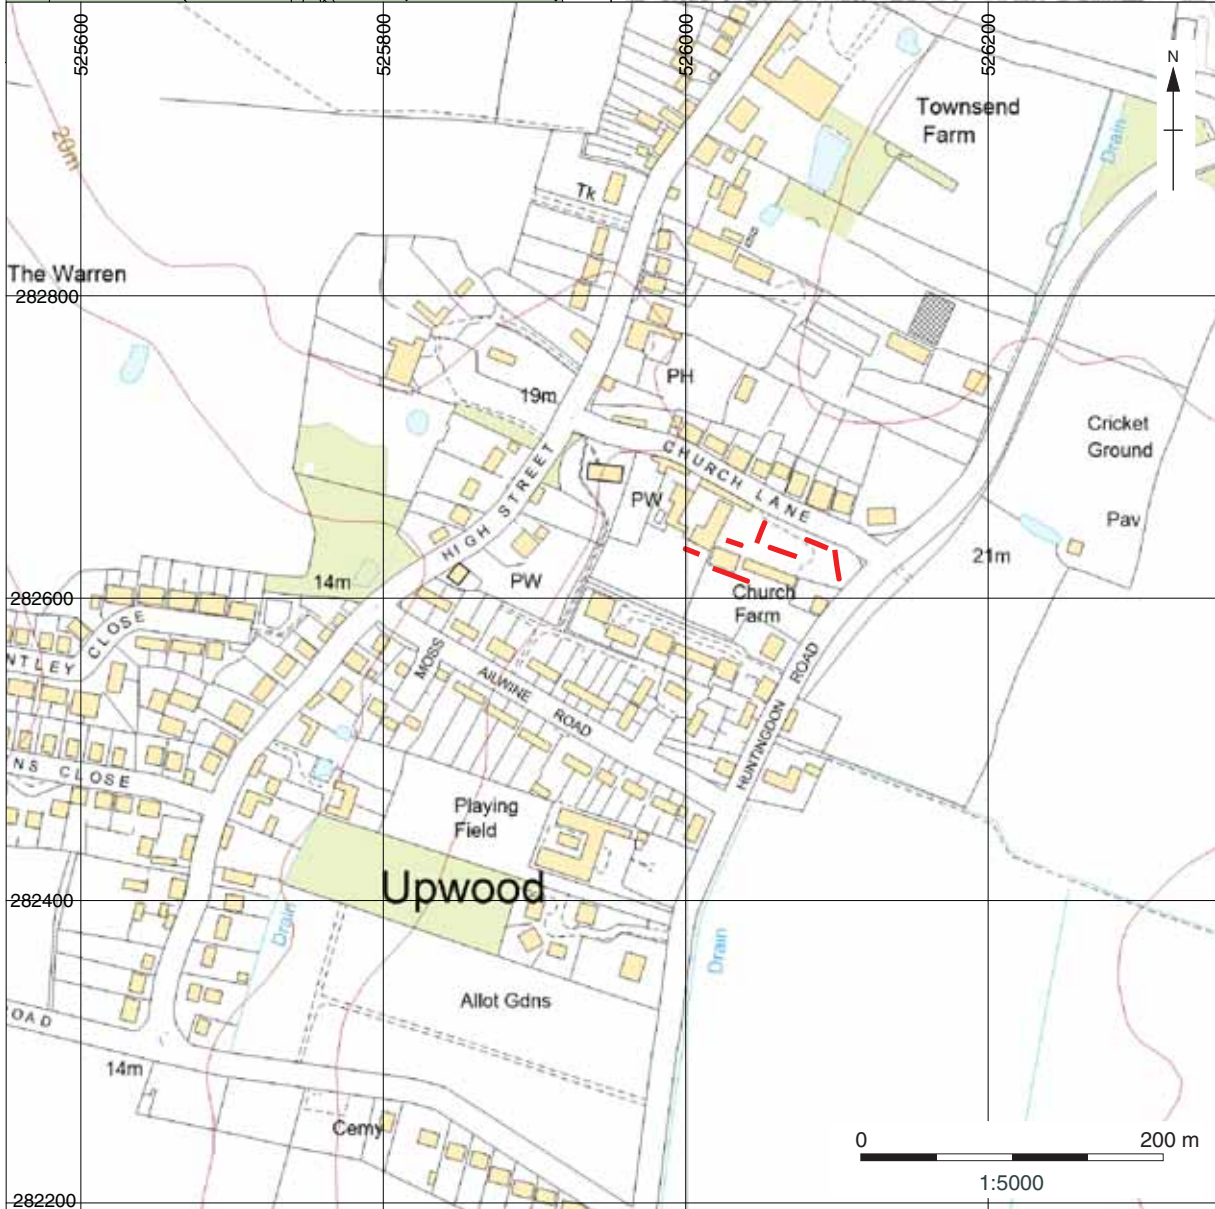 525600
525800
526000
526200
N
Townsend
Farm
Drain
20m
Tk
The Warren
282800
PH
19m
Cricket
Ground
CHURCH LANE
HIGH STREET
PW
Pav
21m
14m
PW
Church
Farm
282600
CLOSE
NTLEY
MOSS
AILWINE
ROAD
HUNTINGDON ROAD
NS CLOSE
Playing
Field
Upwood
282400
Drain
Drain
Allot Gdns
OAD
14m
Cemy
0 200 m
1:5000
282200